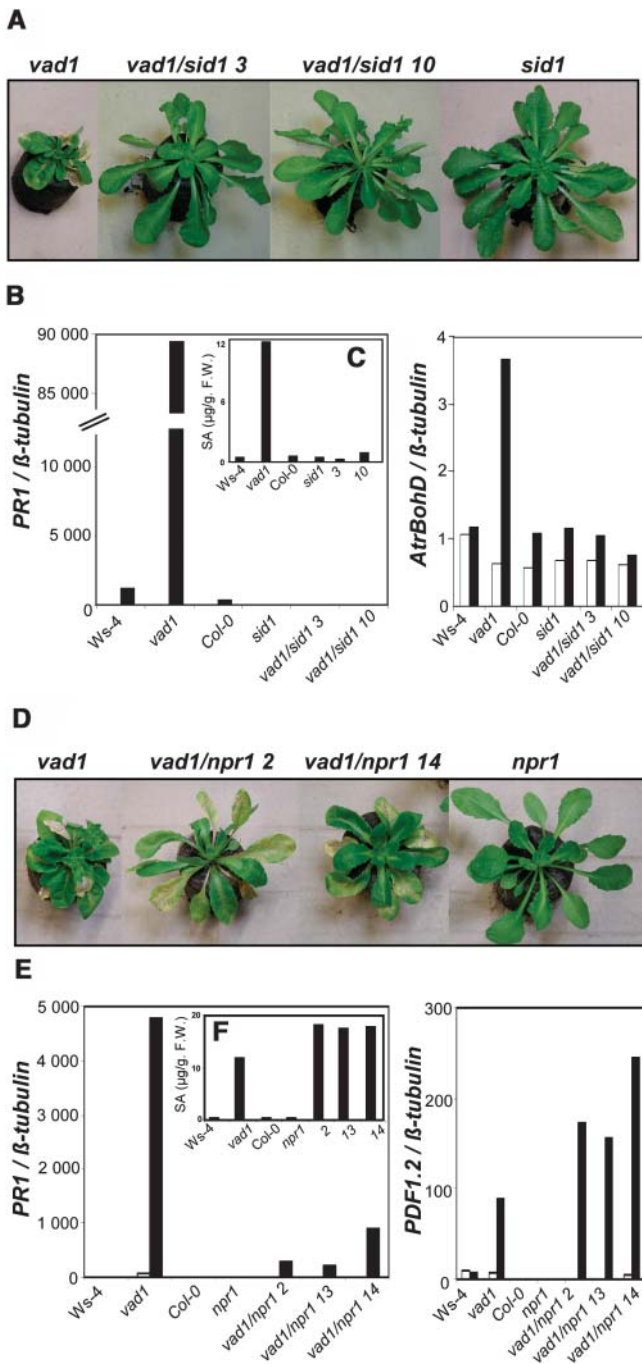 A
vad1 vad1/sid1 3 vad1/sid1 10 sid1
B
90 000
85 000
10 000
5 000
0
PR1 / ß-tubulin
Ws-4 vad1 Col-0 sid1 vad1/sid1 3 vad1/sid1 10
C
12
6
0
SA (µg/g. F.W.)
Ws-4 vad1 Col-0 sid1 3 10
4
3
2
1
0
AtrBohD / ß-tubulin
Ws-4 vad1 Col-0 sid1 vad1/sid1 3 vad1/sid1 10
D
vad1 vad1/npr1 2 vad1/npr1 14 npr1
E
5 000
4 000
3 000
2 000
1 000
0
PR1 / ß-tubulin
Ws-4 vad1 Col-0 npr1 vad1/npr1 2 vad1/npr1 13 vad1/npr1 14
F
20
10
0
SA (µg/g. F.W.)
Ws-4 vad1 Col-0 npr1 2 13 14
300
200
100
0
PDF1.2 / ß-tubulin
Ws-4 vad1 Col-0 npr1 vad1/npr1 2 vad1/npr1 13 vad1/npr1 14